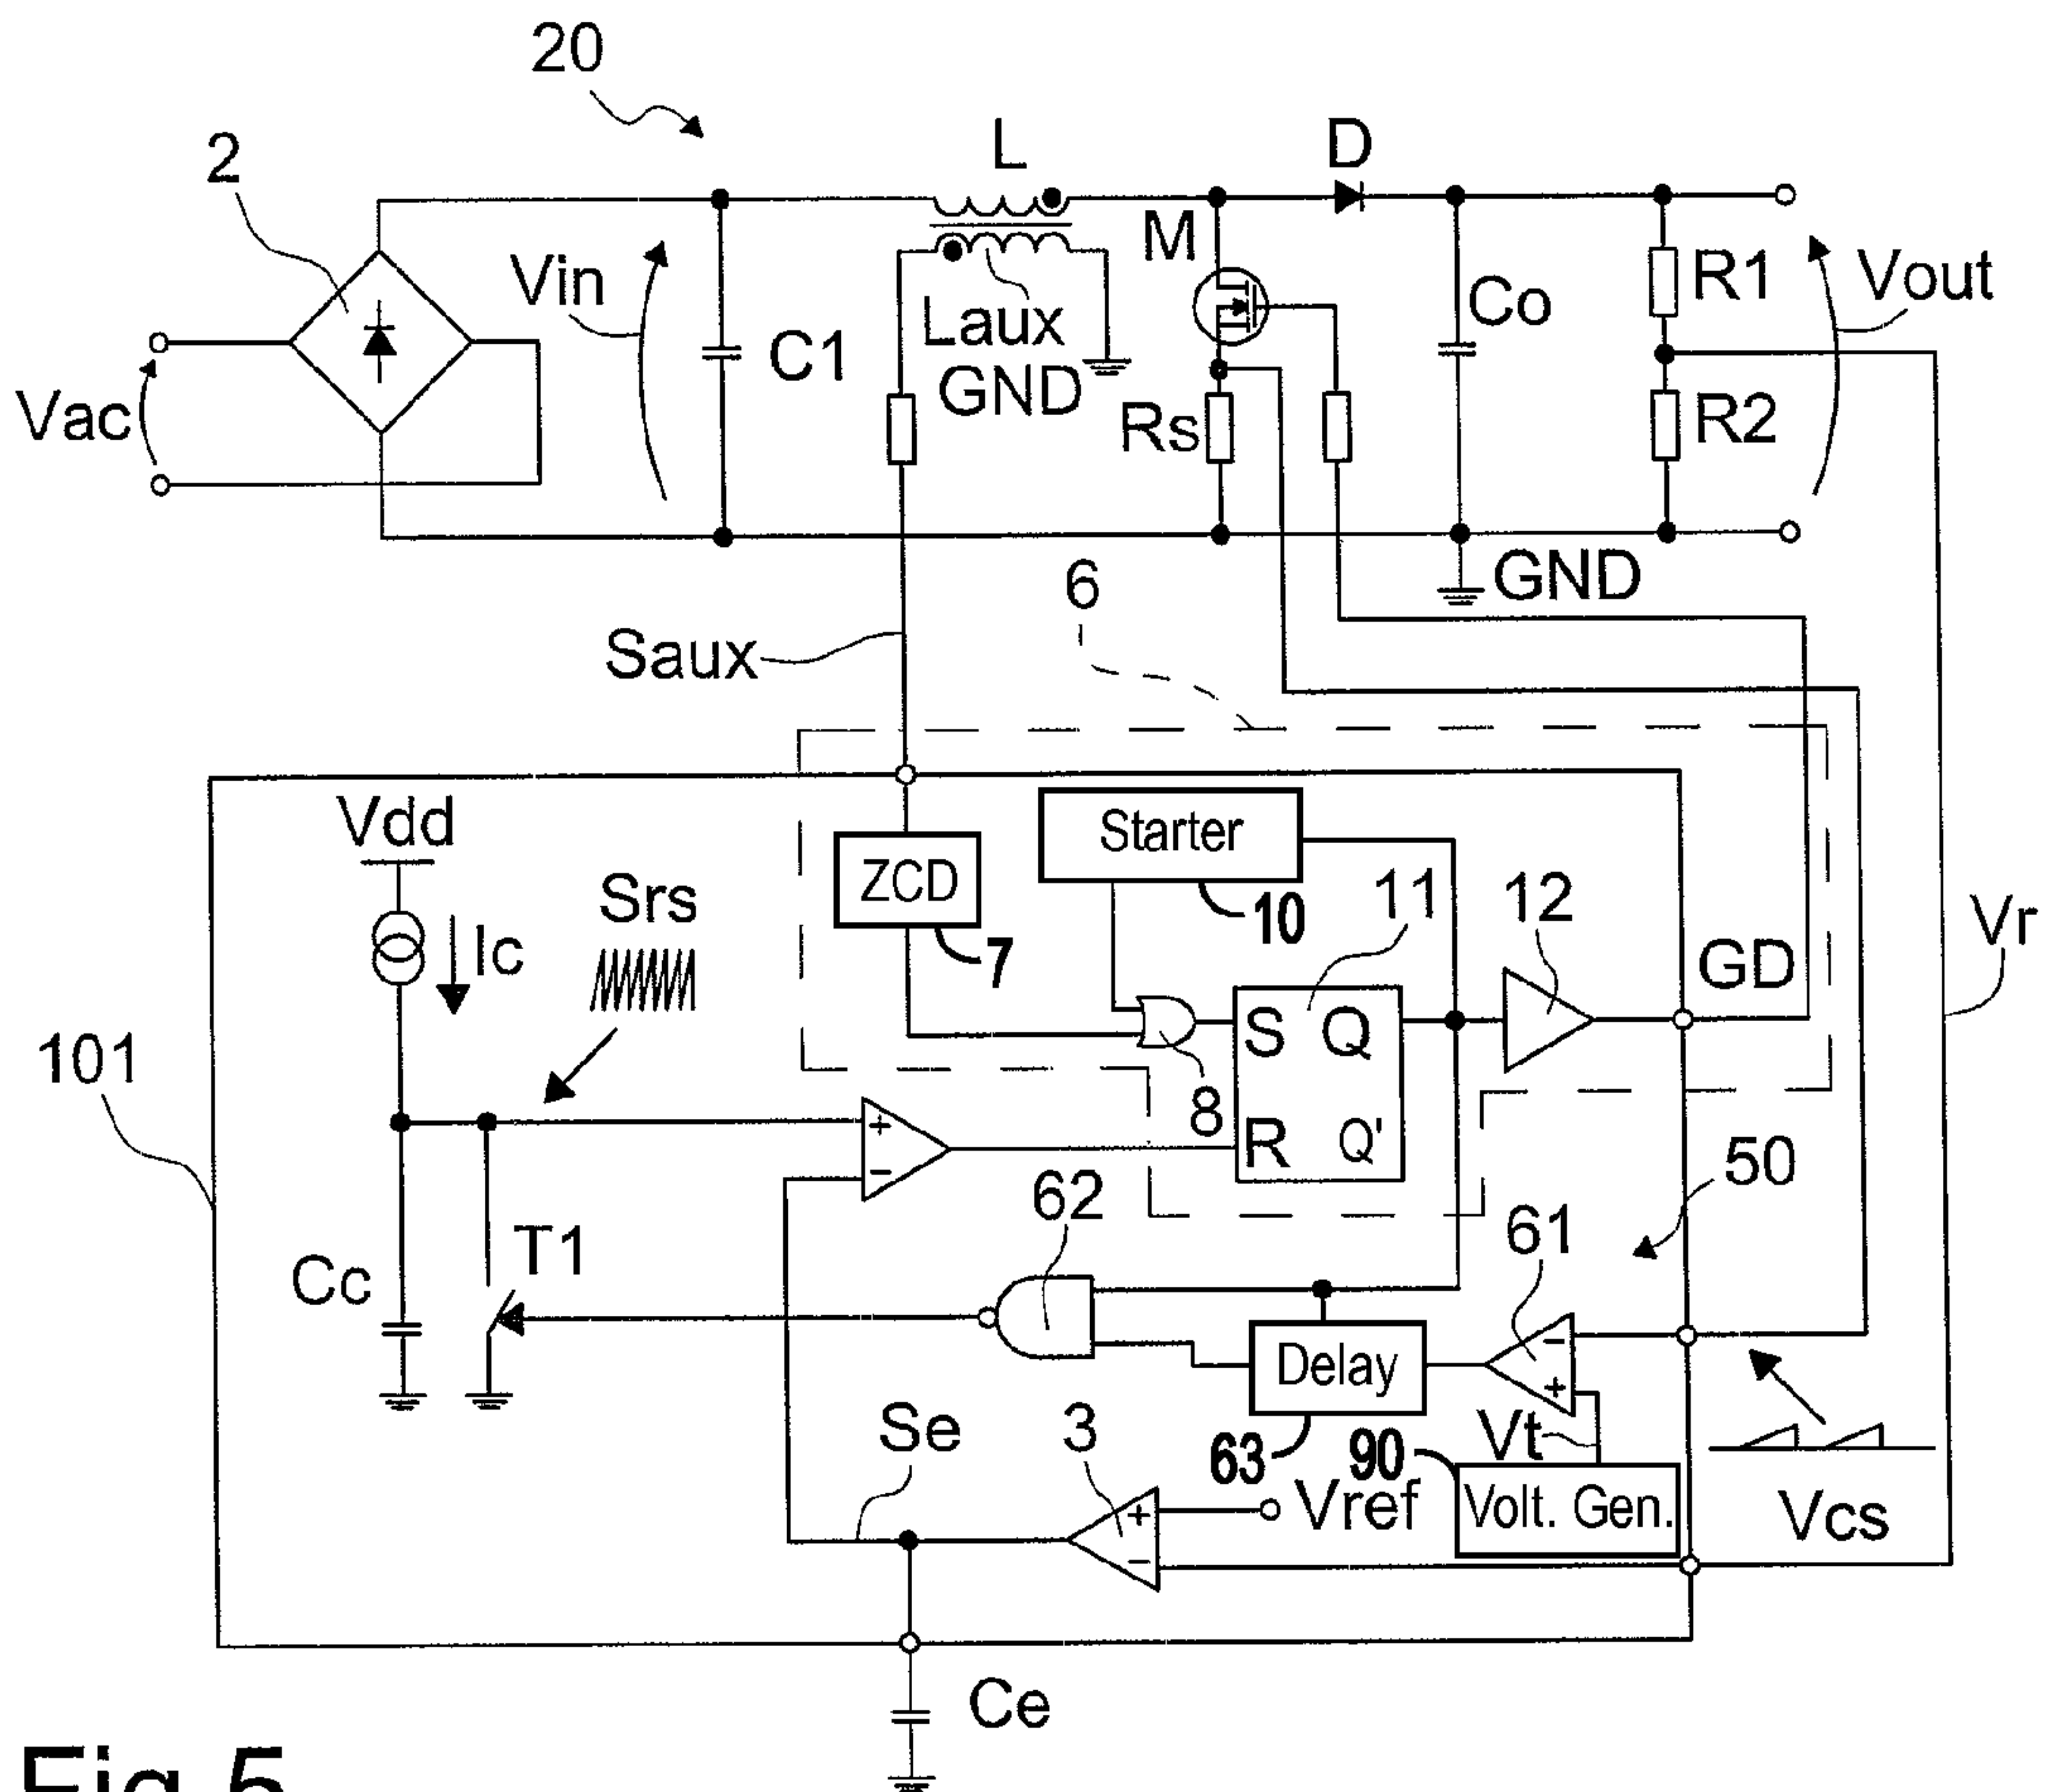 20
2
L
D
M
Vin
C1
Laux
GND
Co
R1
Vout
Vac
Rs
R2
GND
6
Saux
Vdd
Starter
ZCD
Srs
10
11
12
Vr
Ic
7
GD
S Q
101
8
R Q'
+
-
62
50
61
T1
Cc
-
Delay
+
Se
3
Vt
63
90
Vref
+
Volt. Gen.
Vcs
-
Ce
Fig. 5